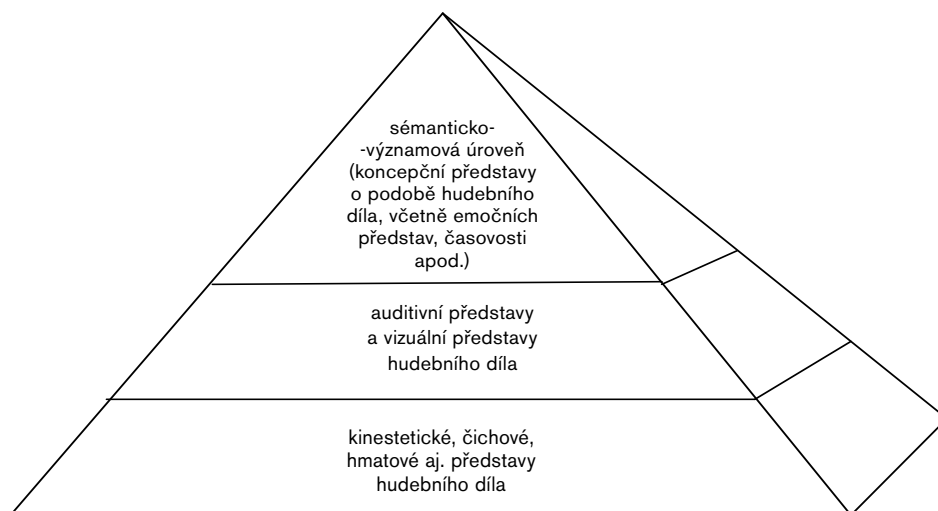 sémanticko-
-významová úroveň
(koncepční představy
o podobě hudebního
díla, včetně emočních
představ, časovosti
apod.)
auditivní představy
a vizuální představy
hudebního díla
kinestetické, čichové,
hmatové aj. představy
hudebního díla